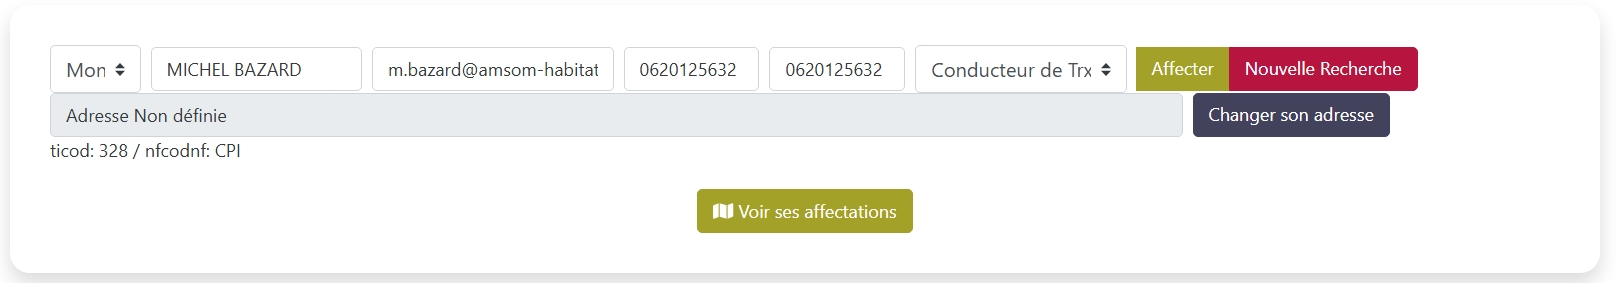 Mon MICHEL BAZARD m.bazard@amsom-habitat 0620125632 0620125632 Conducteur de Trx Affecter Nouvelle Recherche
Adresse Non définie Changer son adresse
ticod: 328 / nfcodnf: CPI
Voir ses affectations